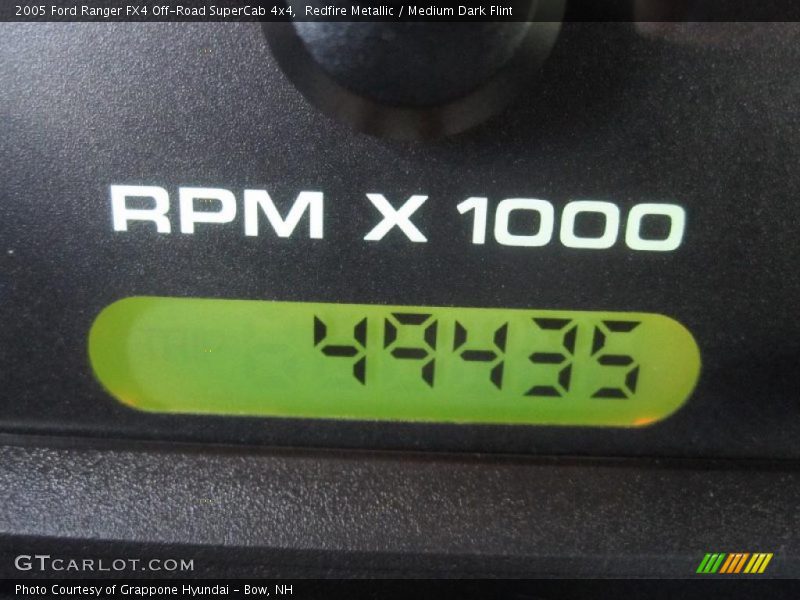 2005 Ford Ranger FX4 Off-Road SuperCab 4x4, Redfire Metallic / Medium Dark Flint
RPM X 1000
49435
GTCARLOT.COM
Photo Courtesy of Grappone Hyundai - Bow, NH